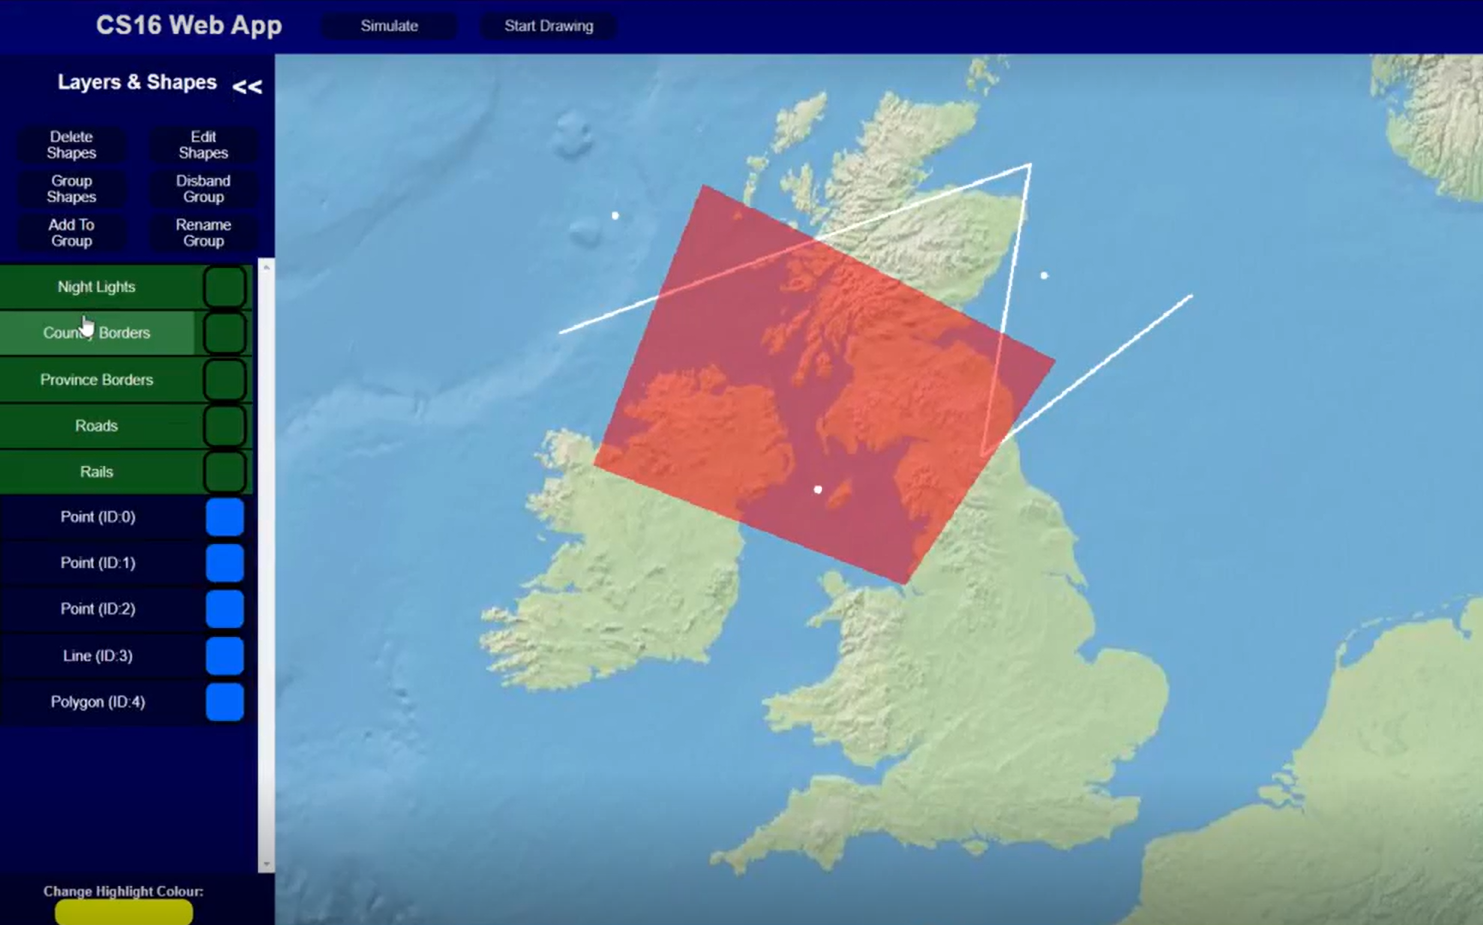 CS16 Web App
Simulate
Start Drawing
Layers & Shapes
<<
Delete
Shapes
Edit
Shapes
Group
Shapes
Disband
Group
Add To
Group
Rename
Group
Night Lights
Borders
Province Borders
Roads
Rails
Point (ID:0)
Point (ID:1)
Point (ID:2)
Line (ID:3)
Polygon (ID:4)
Change Highlight Colour: